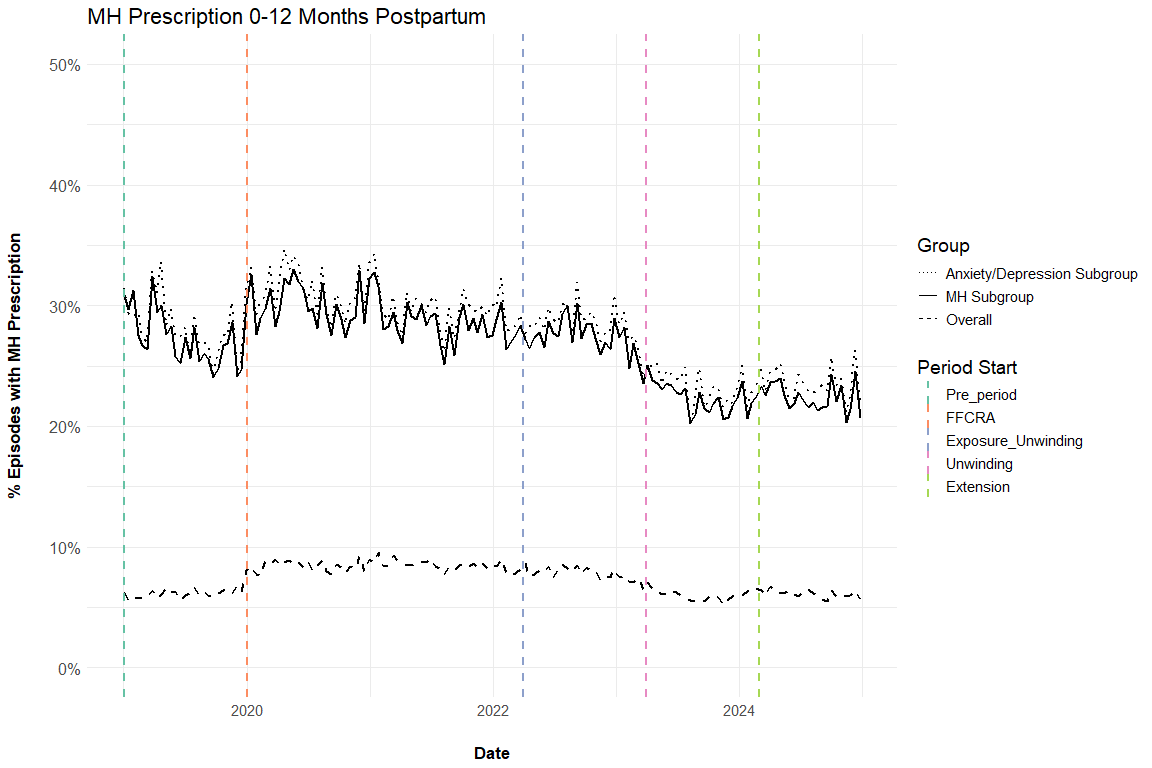 MH Prescription 0-12 Months Postpartum
% Episodes with MH Prescription
50%
40%
30%
20%
10%
0%
2020
2022
2024
Date
Group
Anxiety/Depression Subgroup
MH Subgroup
Overall
Period Start
Pre_period
FFCRA
Exposure_Unwinding
Unwinding
Extension